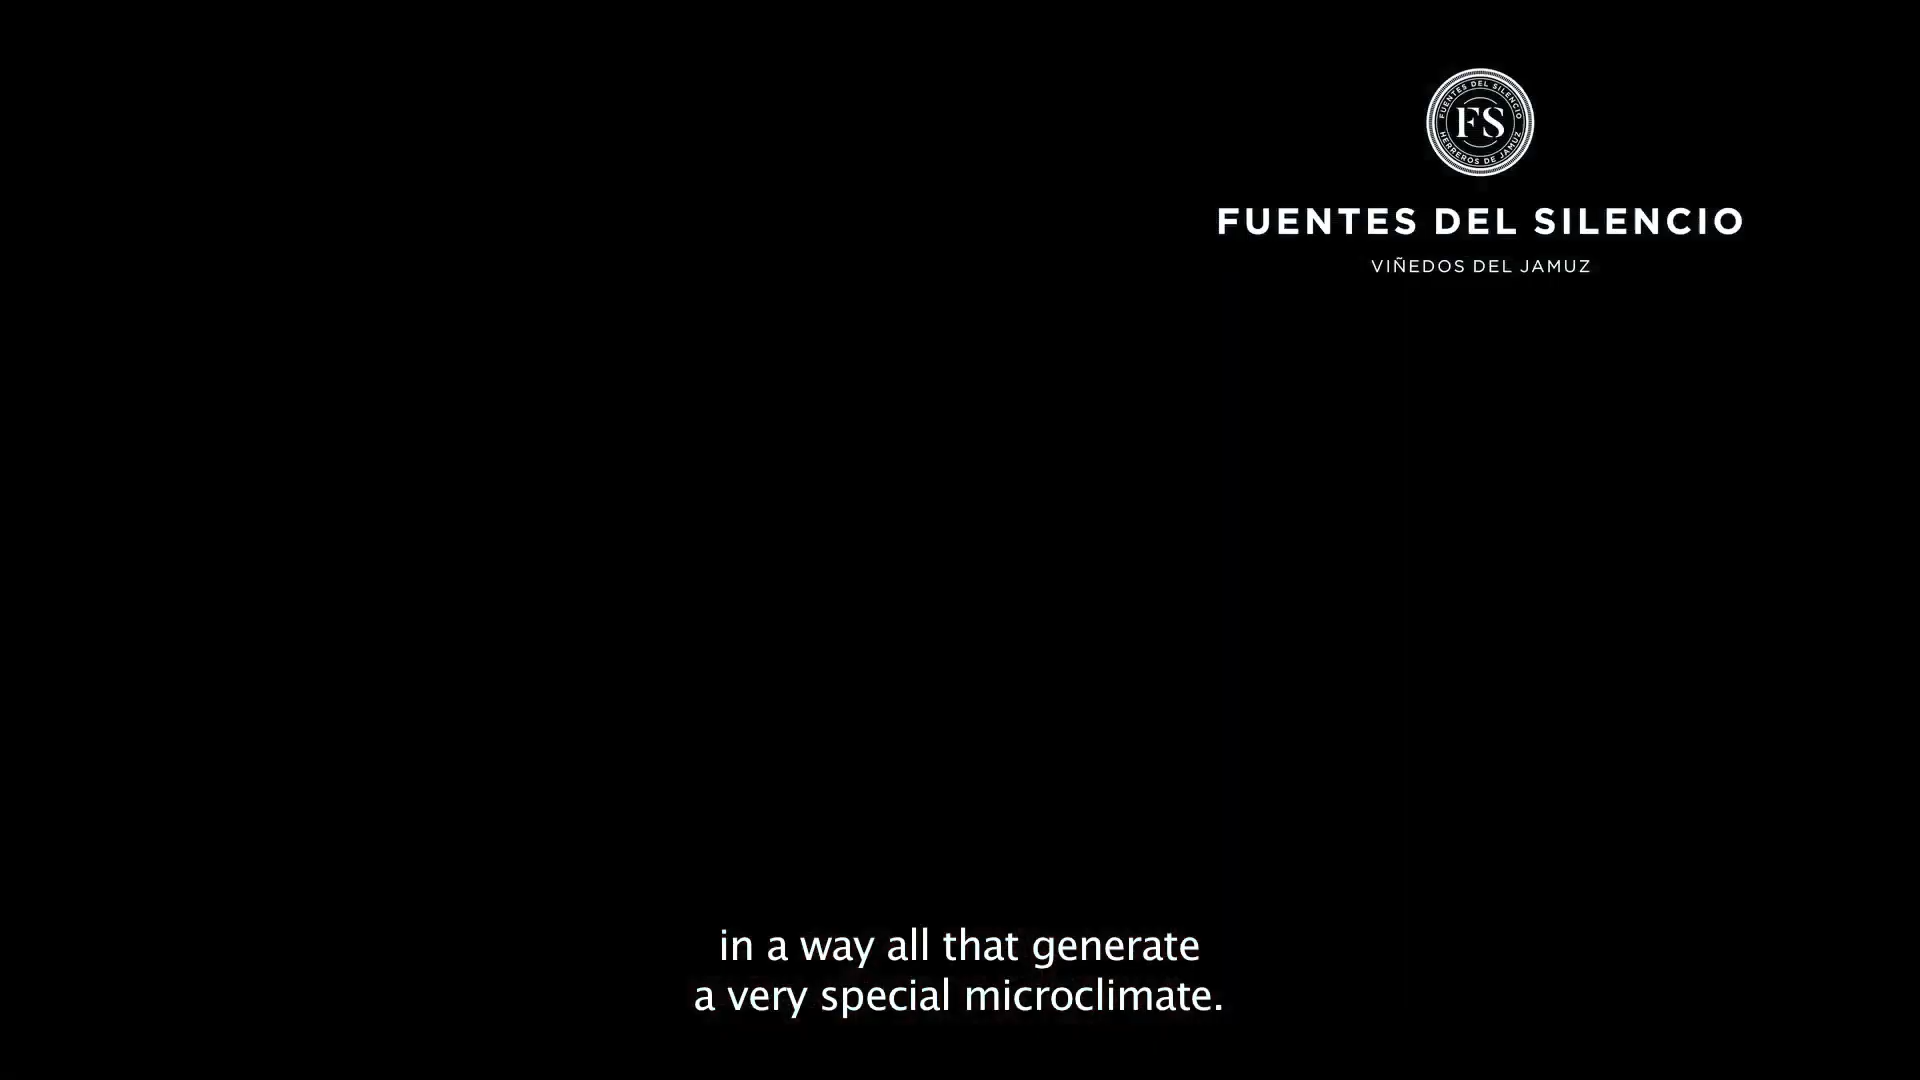 FUENTES DEL SILENCIO
HERREROS DE JAMUZ
FS
FUENTES DEL SILENCIO
VIÑEDOS DEL JAMUZ
in a way all that generate
a very special microclimate.